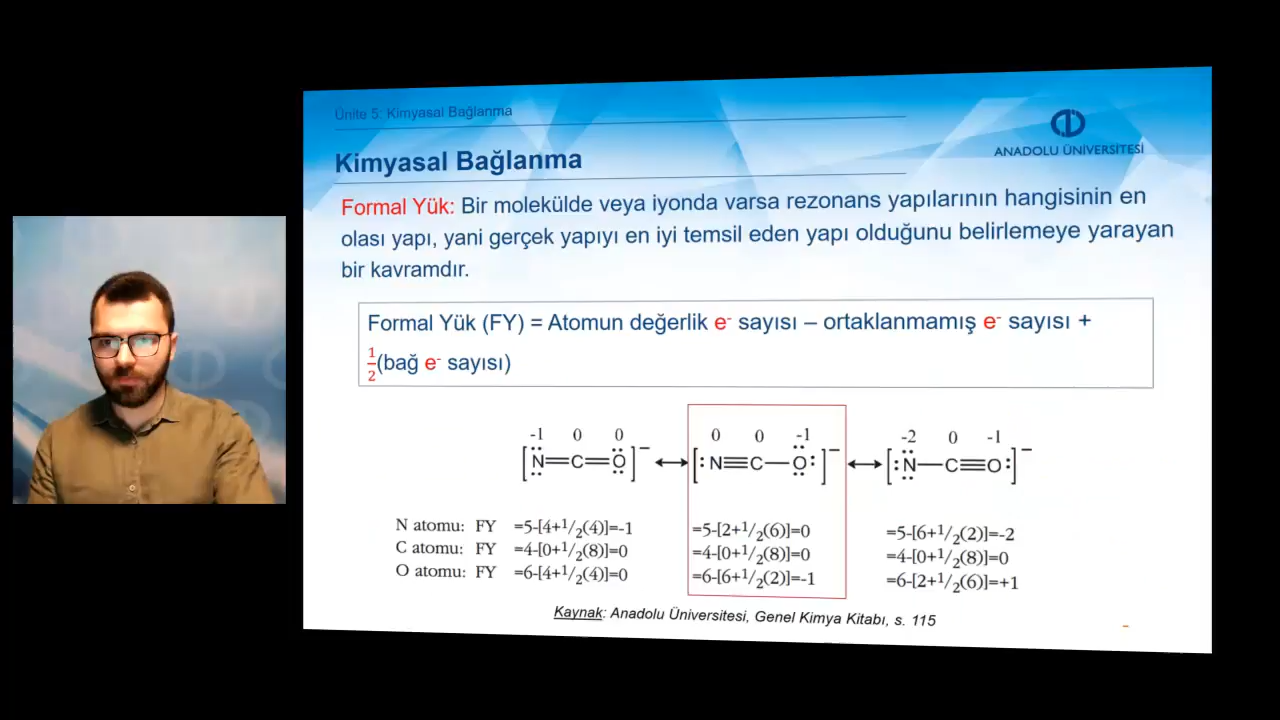 Ünite 5: Kimyasal Bağlanma
ANADOLU ÜNİVERSİTESİ
Kimyasal Bağlanma
Formal Yük: Bir molekülde veya iyonda varsa rezonans yapılarının hangisinin en
olası yapı, yani gerçek yapıyı en iyi temsil eden yapı olduğunu belirlemeye yarayan
bir kavramdır.
Formal Yük (FY) = Atomun değerlik e⁻ sayısı – ortaklanmamış e⁻ sayısı +
1/2(bağ e⁻ sayısı)
-1 0 0 0 0 -1 -2 0 -1
[N=C=O]⁻ ↔ [:N≡C—O:]⁻ ↔ [:N—C≡O:]⁻
N atomu: FY =5-[4+1/2(4)]=-1 =5-[2+1/2(6)]=0 =5-[6+1/2(2)]=-2
C atomu: FY =4-[0+1/2(8)]=0 =4-[0+1/2(8)]=0 =4-[0+1/2(8)]=0
O atomu: FY =6-[4+1/2(4)]=0 =6-[6+1/2(2)]=-1 =6-[2+1/2(6)]=+1
Kaynak: Anadolu Üniversitesi, Genel Kimya Kitabı, s. 115